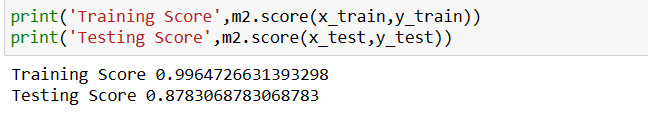 print('Training Score',m2.score(x_train,y_train))
print('Testing Score',m2.score(x_test,y_test))
Training Score 0.9964726631393298
Testing Score 0.8783068783068783